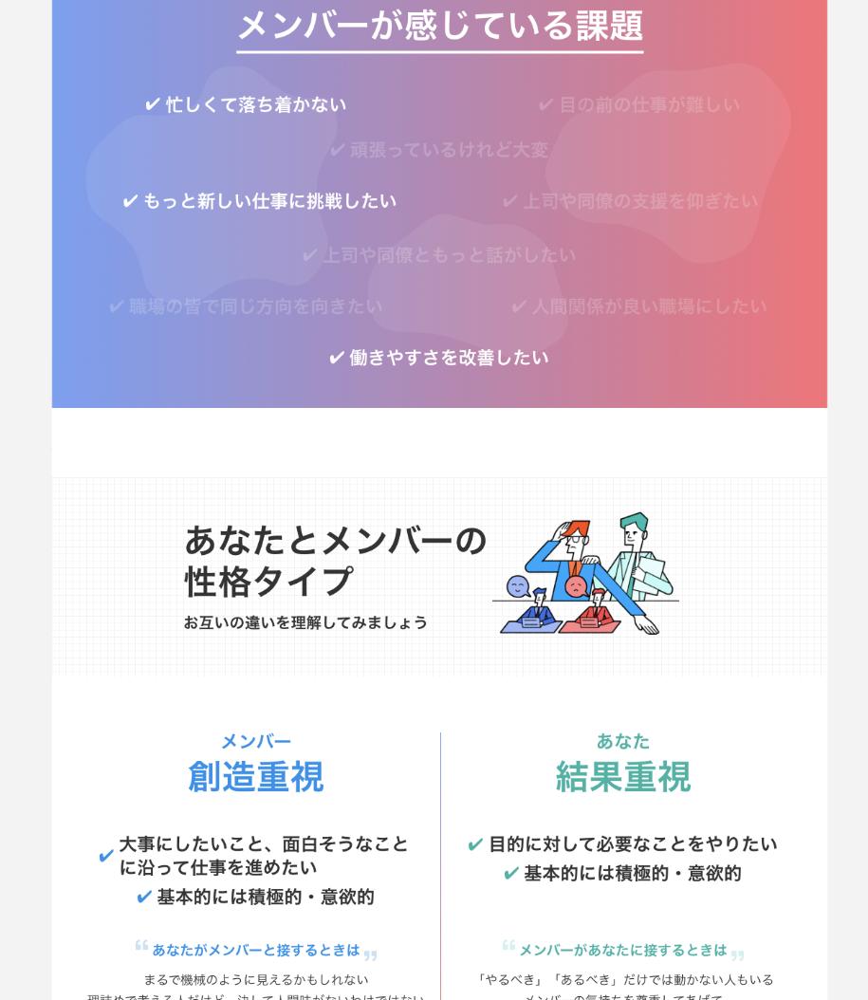 メンバーが感じている課題
✔ 忙しくて落ち着かない
✔ 目の前の仕事が難しい
✔ 頑張っているけれど大変
✔ もっと新しい仕事に挑戦したい
✔ 上司や同僚の支援を仰ぎたい
✔ 上司や同僚ともっと話がしたい
✔ 職場の皆で同じ方向を向きたい
✔ 人間関係が良い職場にしたい
✔ 働きやすさを改善したい
あなたとメンバーの
性格タイプ
お互いの違いを理解してみましょう
メンバー
創造重視
✔ 大事にしたいこと、面白そうなこと
に沿って仕事を進めたい
✔ 基本的には積極的・意欲的
“ あなたがメンバーと接するときは ”
まるで機械のように見えるかもしれない
理詰めで考える人だけど、決して人間味がないわけではない
あなた
結果重視
✔ 目的に対して必要なことをやりたい
✔ 基本的には積極的・意欲的
“ メンバーがあなたに接するときは ”
「やるべき」「あるべき」だけでは動かない人もいる
メンバーの気持ちを尊重してあげて